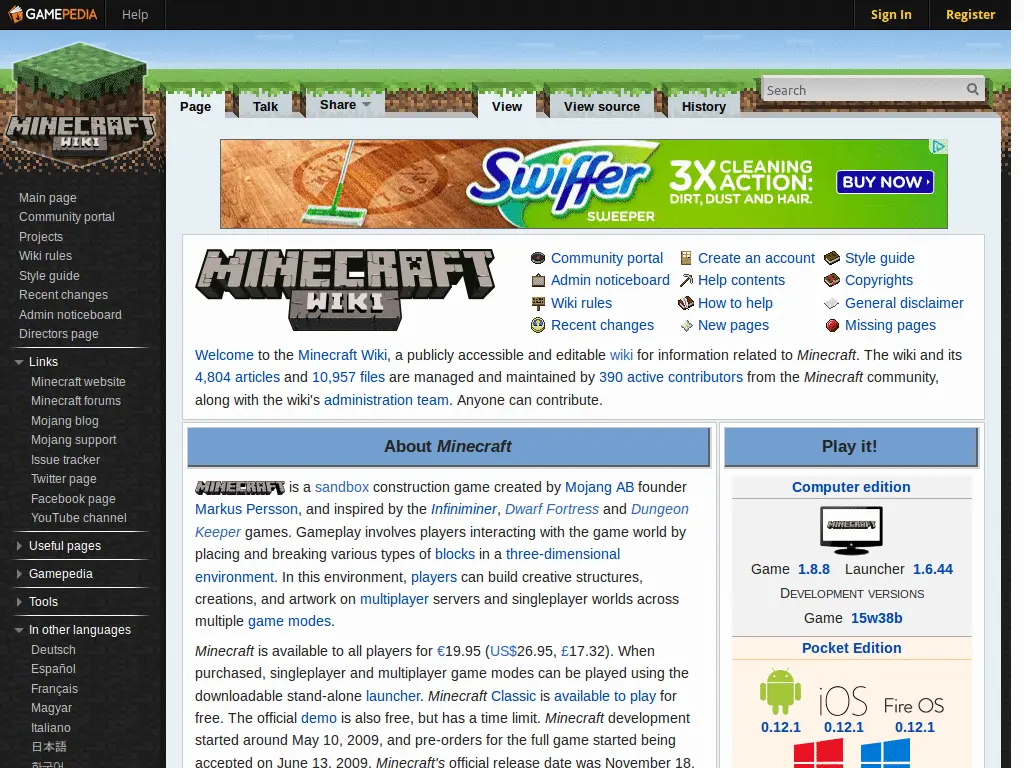 GAMEPEDIA
Help
Sign In
Register
MINECRAFT
WIKI
Page
Talk
Share
View
View source
History
Search
Swiffer
SWEEPER
3X CLEANING
ACTION:
DIRT, DUST AND HAIR.
BUY NOW
Main page
Community portal
Projects
Wiki rules
Style guide
Recent changes
Admin noticeboard
Directors page
Links
Minecraft website
Minecraft forums
Mojang blog
Mojang support
Issue tracker
Twitter page
Facebook page
YouTube channel
Useful pages
Gamepedia
Tools
In other languages
Deutsch
Español
Français
Magyar
Italiano
日本語
한국어
MINECRAFT
WIKI
Community portal
Create an account
Style guide
Admin noticeboard
Help contents
Copyrights
Wiki rules
How to help
General disclaimer
Recent changes
New pages
Missing pages
Welcome to the Minecraft Wiki, a publicly accessible and editable wiki for information related to Minecraft. The wiki and its
4,804 articles and 10,957 files are managed and maintained by 390 active contributors from the Minecraft community,
along with the wiki's administration team. Anyone can contribute.
About Minecraft
MINECRAFT is a sandbox construction game created by Mojang AB founder
Markus Persson, and inspired by the Infiniminer, Dwarf Fortress and Dungeon
Keeper games. Gameplay involves players interacting with the game world by
placing and breaking various types of blocks in a three-dimensional
environment. In this environment, players can build creative structures,
creations, and artwork on multiplayer servers and singleplayer worlds across
multiple game modes.
Minecraft is available to all players for €19.95 (US$26.95, £17.32). When
purchased, singleplayer and multiplayer game modes can be played using the
downloadable stand-alone launcher. Minecraft Classic is available to play for
free. The official demo is also free, but has a time limit. Minecraft development
started around May 10, 2009, and pre-orders for the full game started being
accepted on June 13, 2009. Minecraft's official release date was November 18,
Play it!
Computer edition
MINECRAFT
Game 1.8.8 Launcher 1.6.44
DEVELOPMENT VERSIONS
Game 15w38b
Pocket Edition
iOS
Fire OS
0.12.1
0.12.1
0.12.1